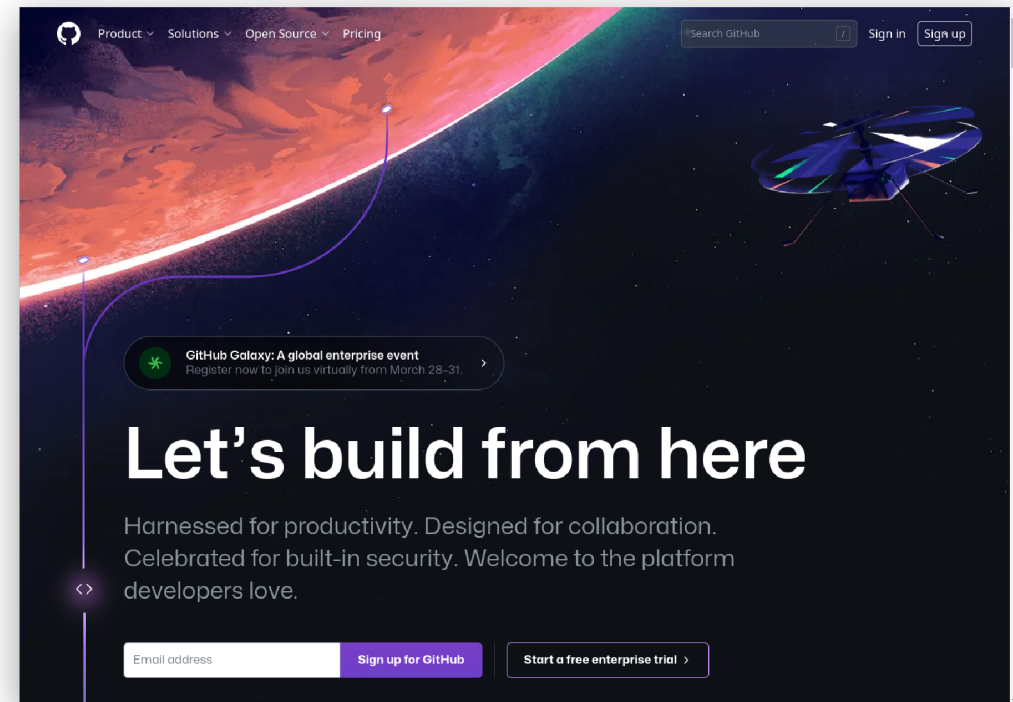 Product
Solutions
Open Source
Pricing
Search GitHub
/
Sign in
Sign up
GitHub Galaxy: A global enterprise event
Register now to join us virtually from March 28–31.
Let’s build from here
Harnessed for productivity. Designed for collaboration.
Celebrated for built-in security. Welcome to the platform
developers love.
Email address
Sign up for GitHub
Start a free enterprise trial